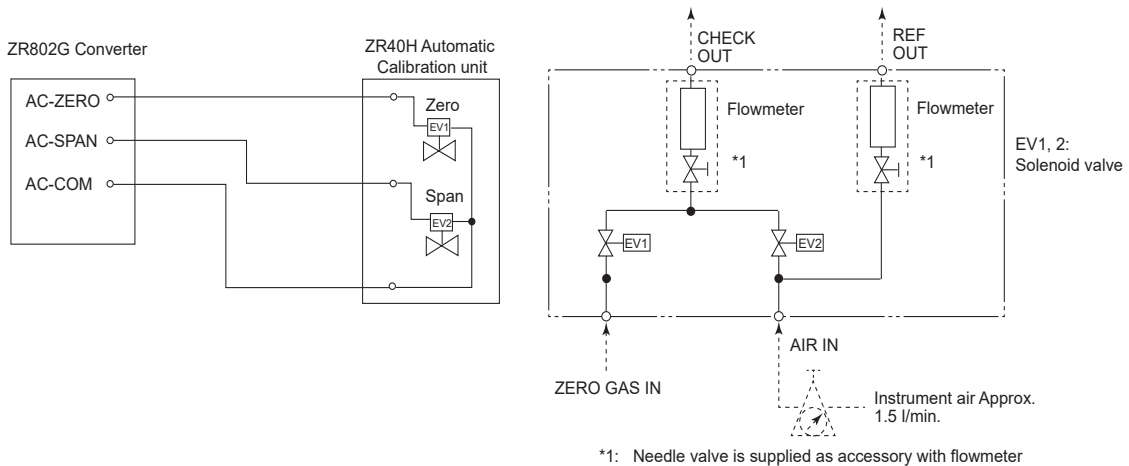 ZR802G Converter
AC-ZERO
AC-SPAN
AC-COM
ZR40H Automatic
Calibration unit
Zero
EV1
Span
EV2
CHECK
OUT
REF
OUT
Flowmeter
*1
Flowmeter
*1
EV1, 2:
Solenoid valve
EV1
EV2
ZERO GAS IN
AIR IN
Instrument air Approx.
1.5 l/min.
*1: Needle valve is supplied as accessory with flowmeter